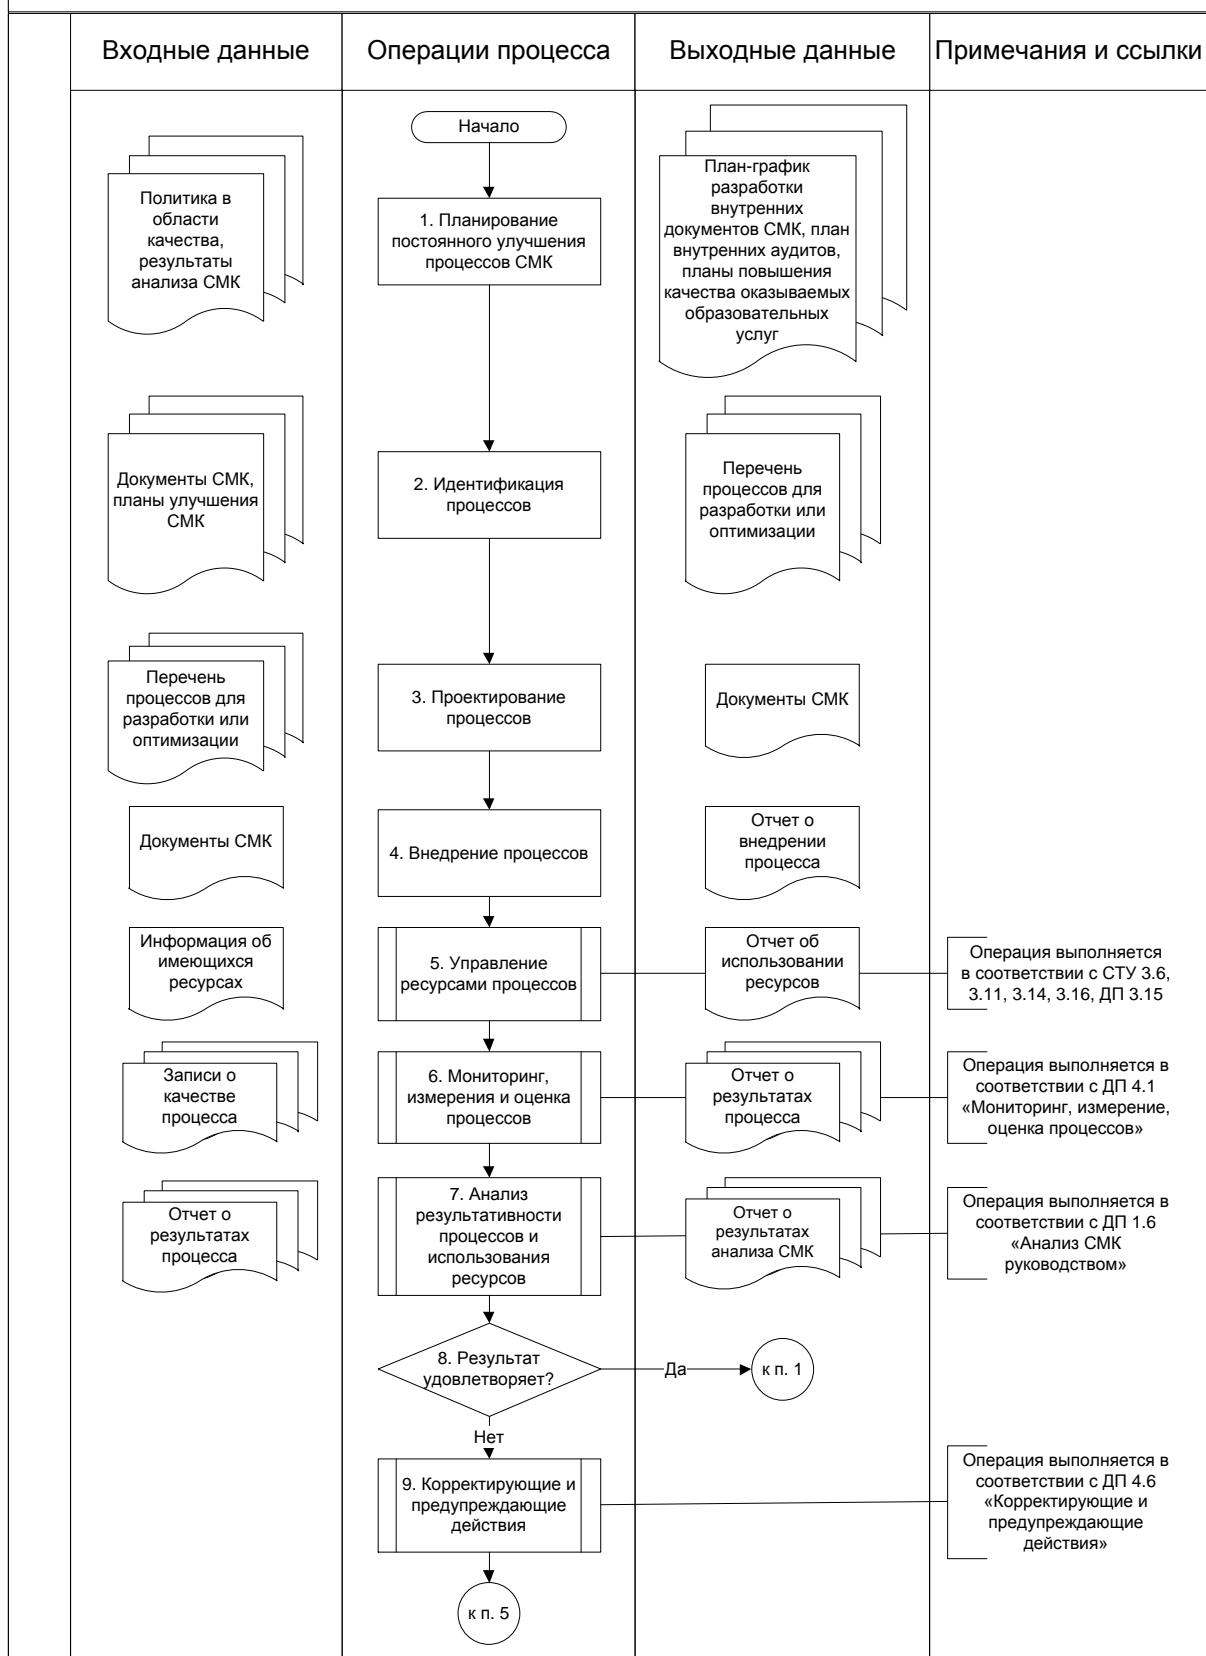 Входные данные
Операции процесса
Выходные данные
Примечания и ссылки
Начало
Политика в
области
качества,
результаты
анализа СМК
1. Планирование
постоянного улучшения
процессов СМК
План-график
разработки
внутренних
документов СМК, план
внутренних аудитов,
планы повышения
качества оказываемых
образовательных
услуг
Документы СМК,
планы улучшения
СМК
2. Идентификация
процессов
Перечень
процессов для
разработки или
оптимизации
Перечень
процессов для
разработки или
оптимизации
3. Проектирование
процессов
Документы СМК
Документы СМК
4. Внедрение процессов
Отчет о
внедрении
процесса
Информация об
имеющихся
ресурсах
5. Управление
ресурсами процессов
Отчет об
использовании
ресурсов
Операция выполняется
в соответствии с СТУ 3.6,
3.11, 3.14, 3.16, ДП 3.15
Записи о
качестве
процесса
6. Мониторинг,
измерения и оценка
процессов
Отчет о
результатах
процесса
Операция выполняется в
соответствии с ДП 4.1
«Мониторинг, измерение,
оценка процессов»
Отчет о
результатах
процесса
7. Анализ
результативности
процессов и
использования
ресурсов
Отчет о
результатах
анализа СМК
Операция выполняется в
соответствии с ДП 1.6
«Анализ СМК
руководством»
8. Результат
удовлетворяет?
Да
к п. 1
Нет
9. Корректирующие и
предупреждающие
действия
Операция выполняется в
соответствии с ДП 4.6
«Корректирующие и
предупреждающие
действия»
к п. 5